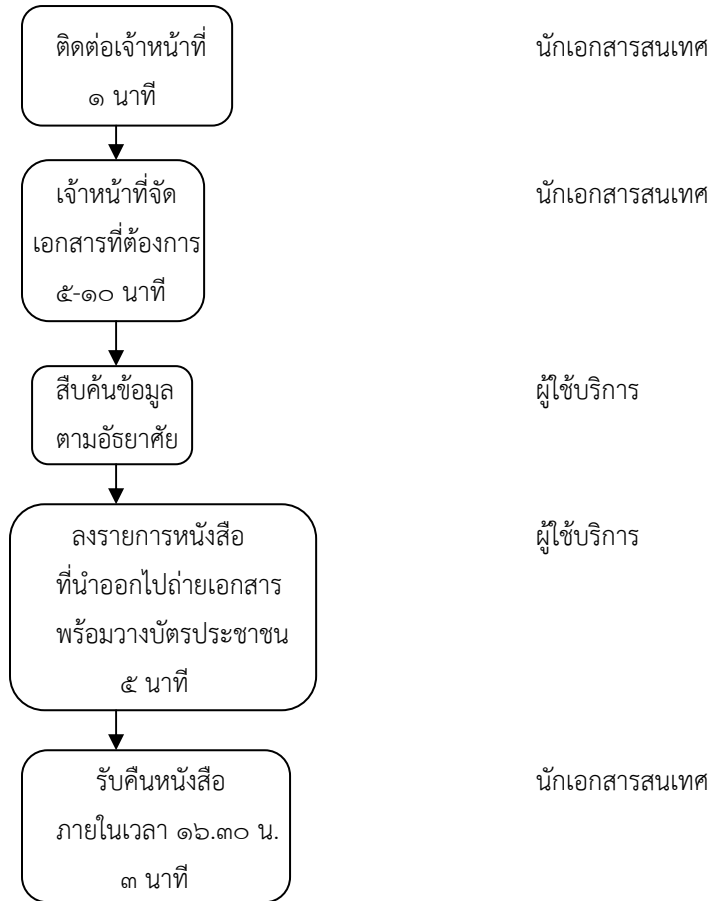 ติดต่อเจ้าหน้าที่ นักเอกสารสนเทศ
๑ นาที
เจ้าหน้าที่จัด นักเอกสารสนเทศ
เอกสารที่ต้องการ
๕-๑๐ นาที
สืบค้นข้อมูล ผู้ใช้บริการ
ตามอัธยาศัย
ลงรายการหนังสือ ผู้ใช้บริการ
ที่นำออกไปถ่ายเอกสาร
พร้อมวางบัตรประชาชน
๕ นาที
รับคืนหนังสือ นักเอกสารสนเทศ
ภายในเวลา ๑๖.๓๐ น.
๓ นาที